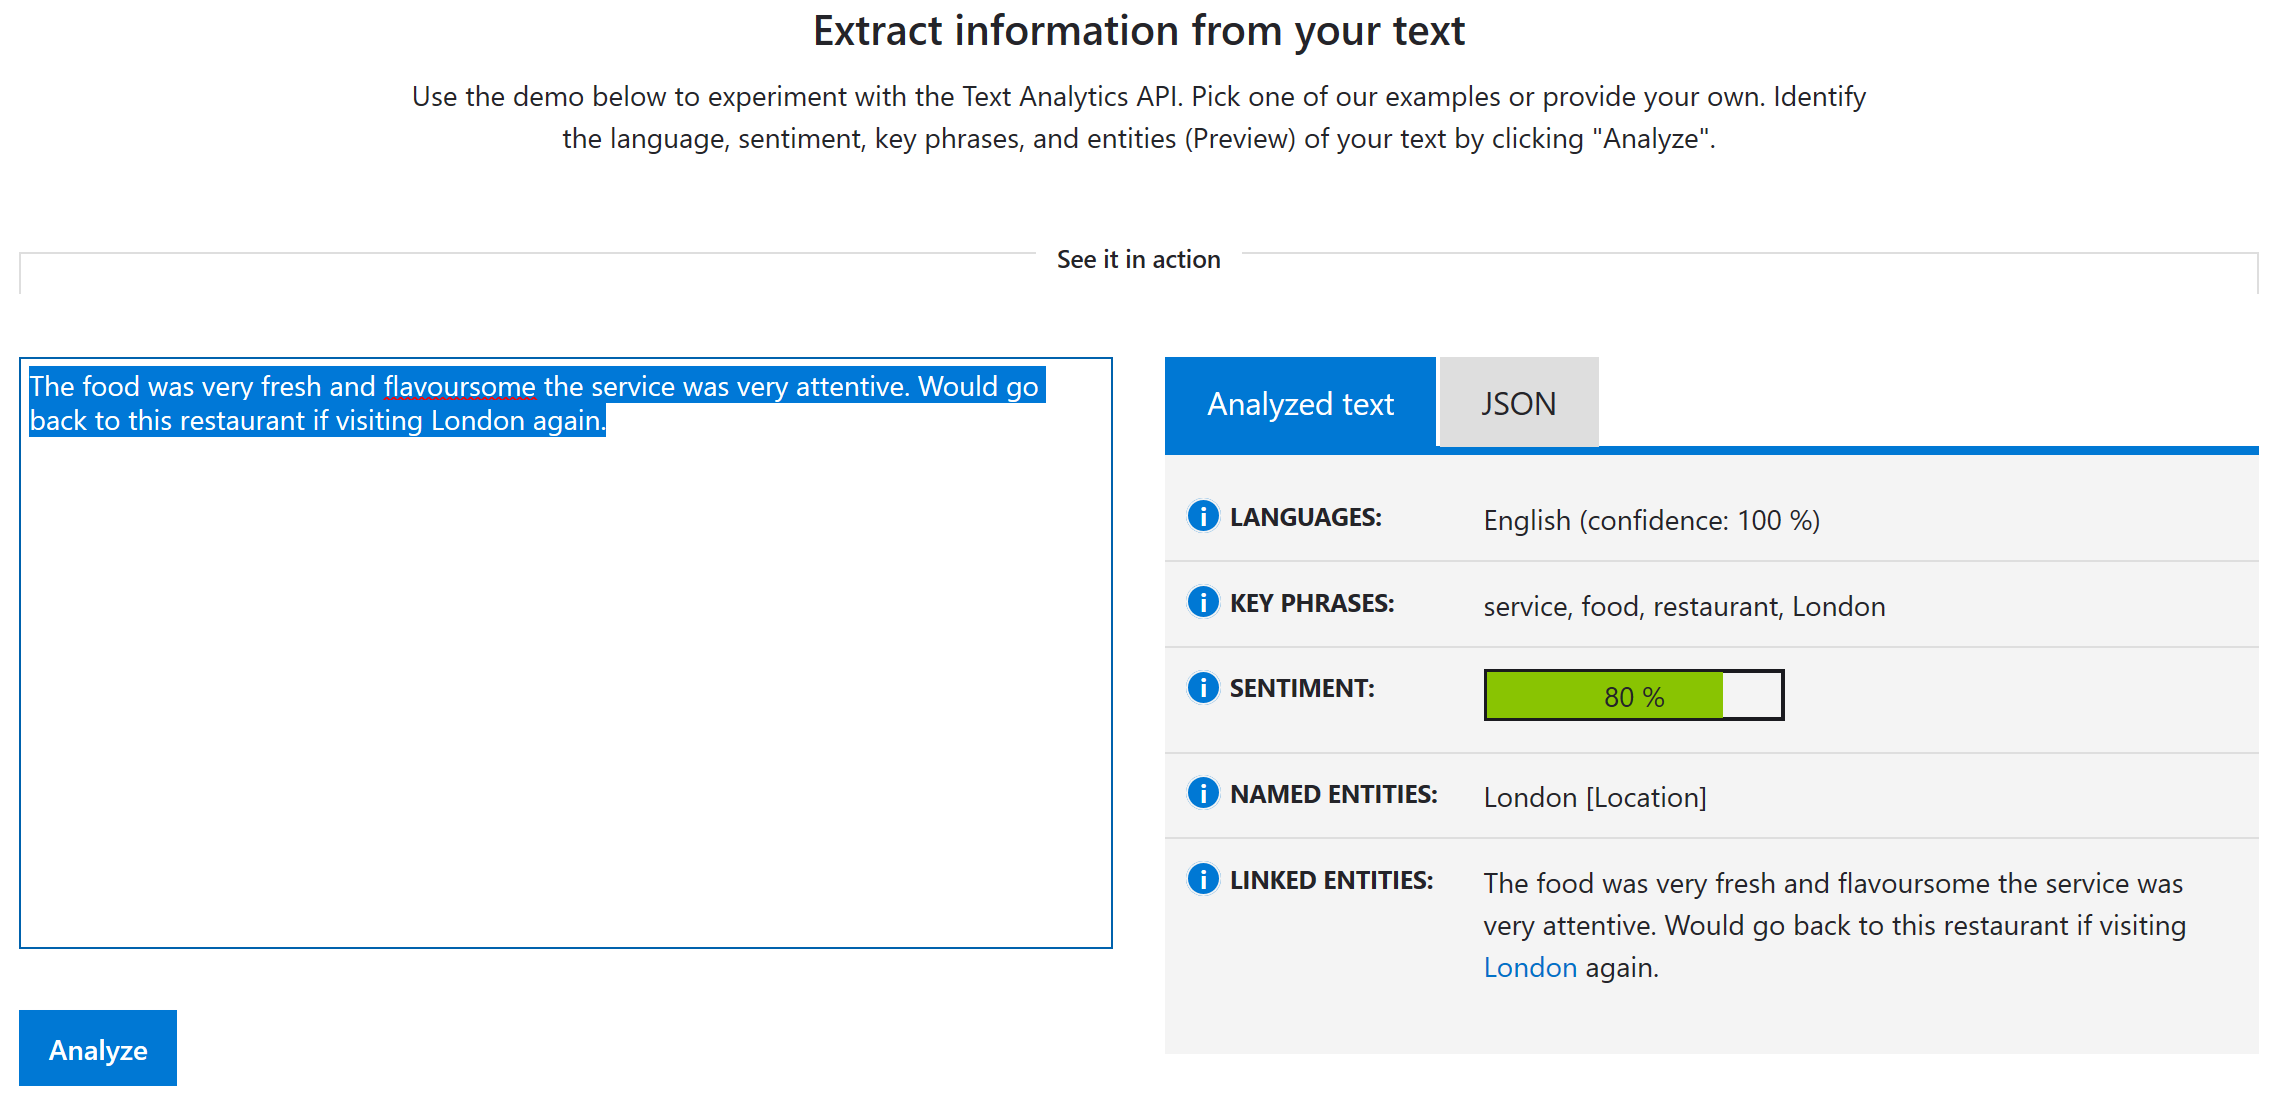 Extract information from your text
Use the demo below to experiment with the Text Analytics API. Pick one of our examples or provide your own. Identify
the language, sentiment, key phrases, and entities (Preview) of your text by clicking "Analyze".
See it in action
The food was very fresh and flavoursome the service was very attentive. Would go
back to this restaurant if visiting London again.
Analyze
Analyzed text
JSON
LANGUAGES: English (confidence: 100 %)
KEY PHRASES: service, food, restaurant, London
SENTIMENT: 80 %
NAMED ENTITIES: London [Location]
LINKED ENTITIES: The food was very fresh and flavoursome the service was
very attentive. Would go back to this restaurant if visiting
London again.